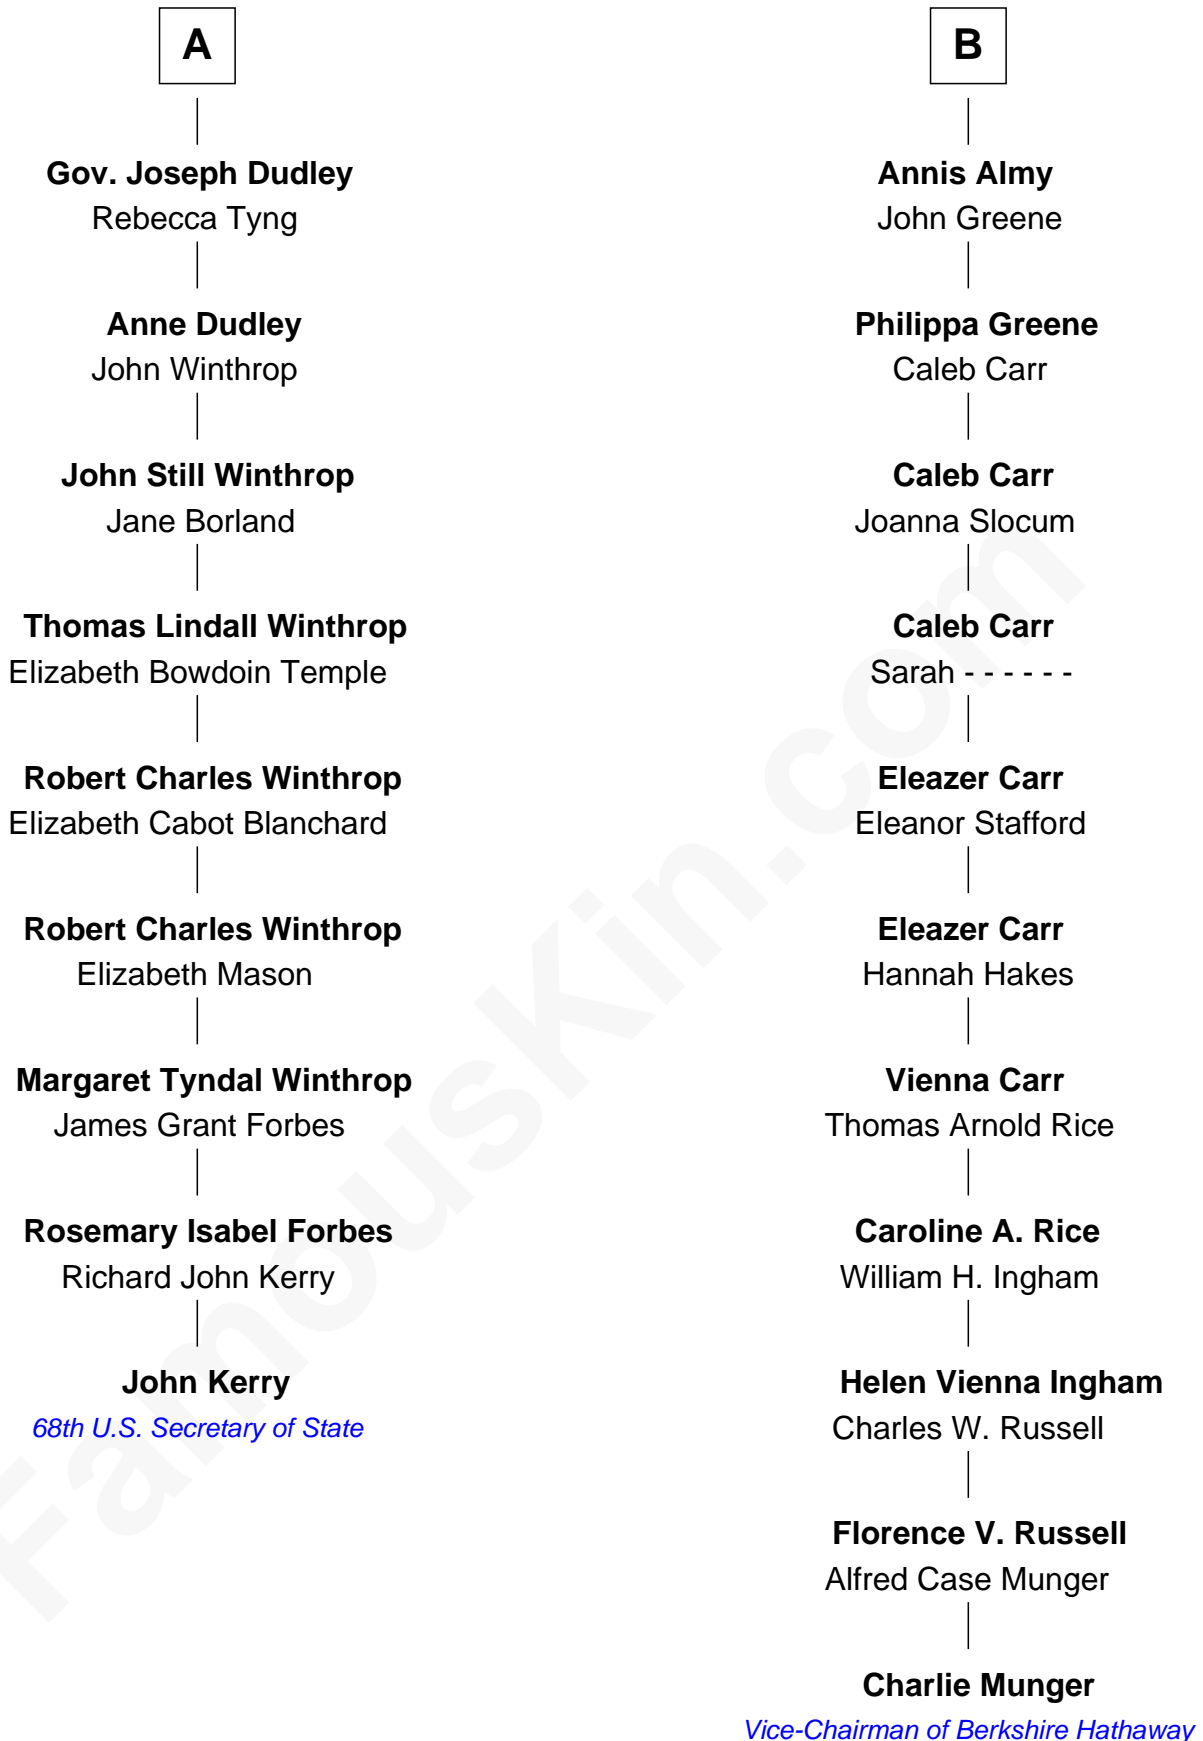 A
Gov. Joseph Dudley
Rebecca Tyng
Anne Dudley
John Winthrop
John Still Winthrop
Jane Borland
Thomas Lindall Winthrop
Elizabeth Bowdoin Temple
Robert Charles Winthrop
Elizabeth Cabot Blanchard
Robert Charles Winthrop
Elizabeth Mason
Margaret Tyndal Winthrop
James Grant Forbes
Rosemary Isabel Forbes
Richard John Kerry
John Kerry
68th U.S. Secretary of State
B
Annis Almy
John Greene
Philippa Greene
Caleb Carr
Caleb Carr
Joanna Slocum
Caleb Carr
Sarah - - - - - -
Eleazer Carr
Eleanor Stafford
Eleazer Carr
Hannah Hakes
Vienna Carr
Thomas Arnold Rice
Caroline A. Rice
William H. Ingham
Helen Vienna Ingham
Charles W. Russell
Florence V. Russell
Alfred Case Munger
Charlie Munger
Vice-Chairman of Berkshire Hathaway
FamousKin.com